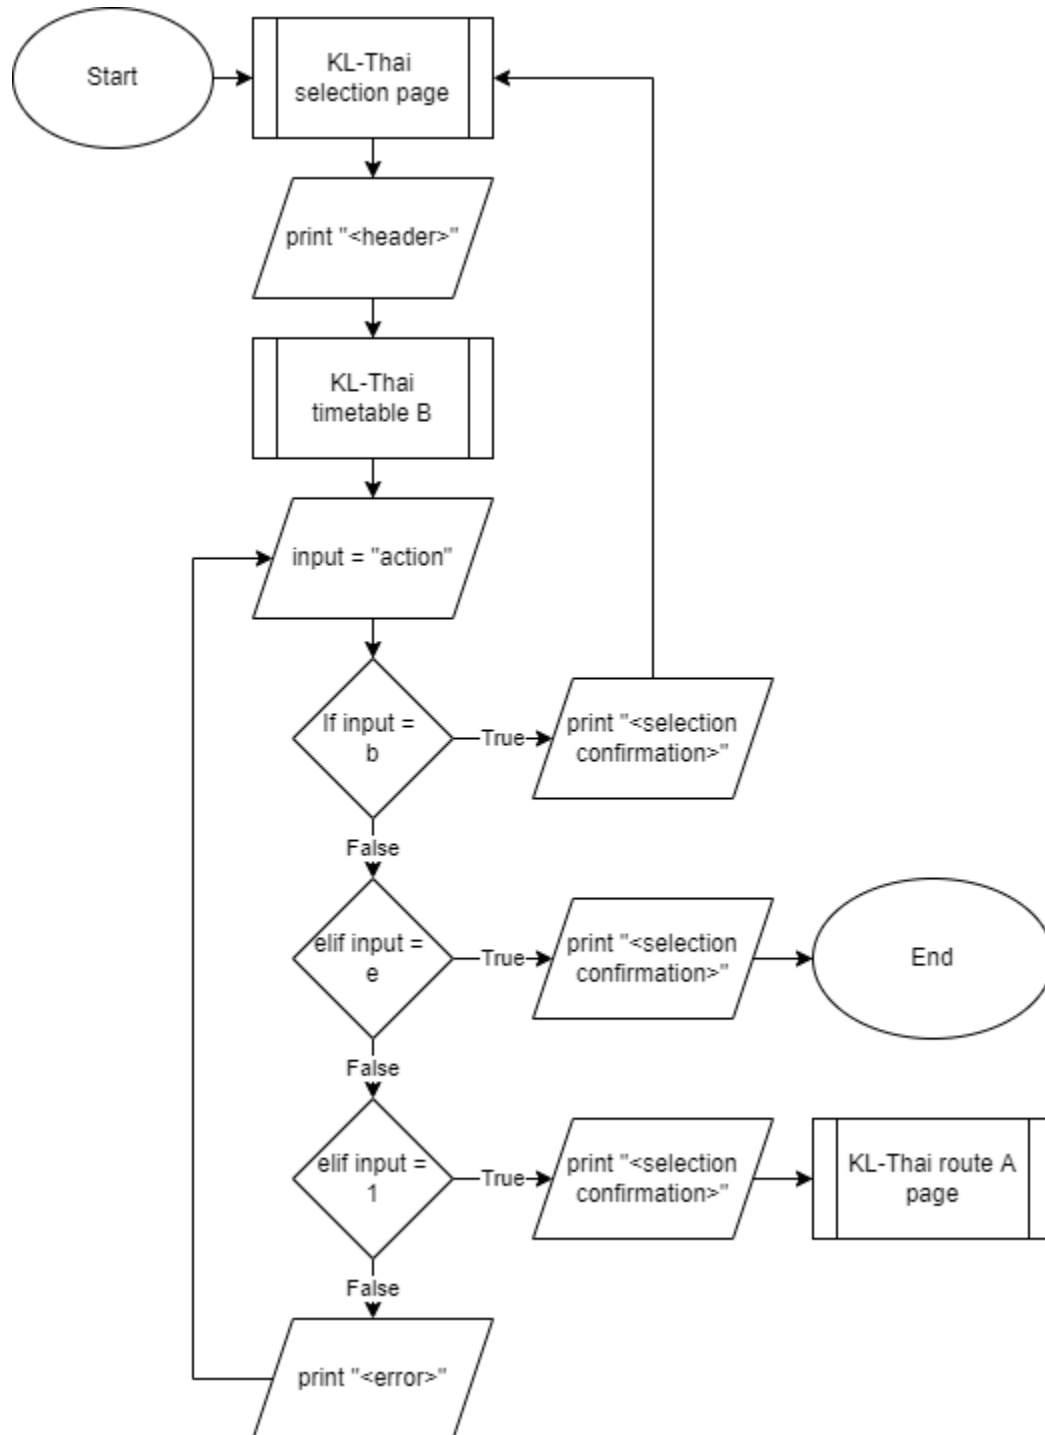 Start
KL-Thai
selection page
print "<header>"
KL-Thai
timetable B
input = "action"
If input =
b
True
print "<selection
confirmation>"
False
elif input =
e
True
print "<selection
confirmation>"
End
False
elif input =
1
True
print "<selection
confirmation>"
KL-Thai route A
page
False
print "<error>"